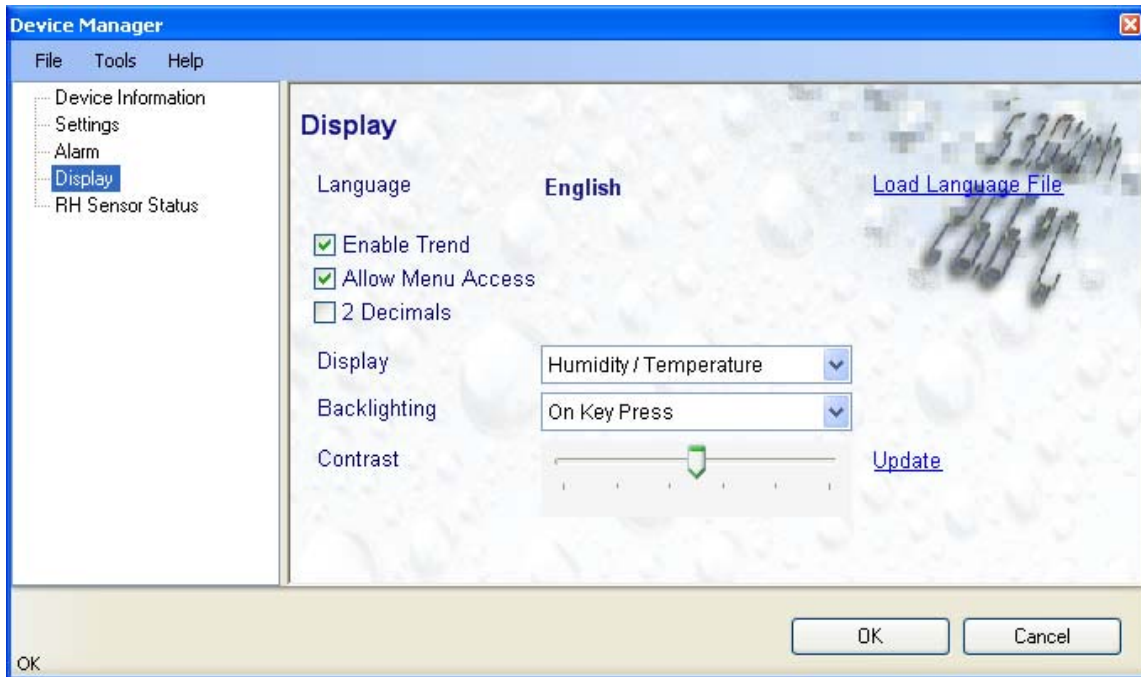 Device Manager
File Tools Help
Device Information
Settings
Alarm
Display
RH Sensor Status
Display
Language English Load Language File
Enable Trend
Allow Menu Access
2 Decimals
Display Humidity / Temperature
Backlighting On Key Press
Contrast Update
OK Cancel
OK